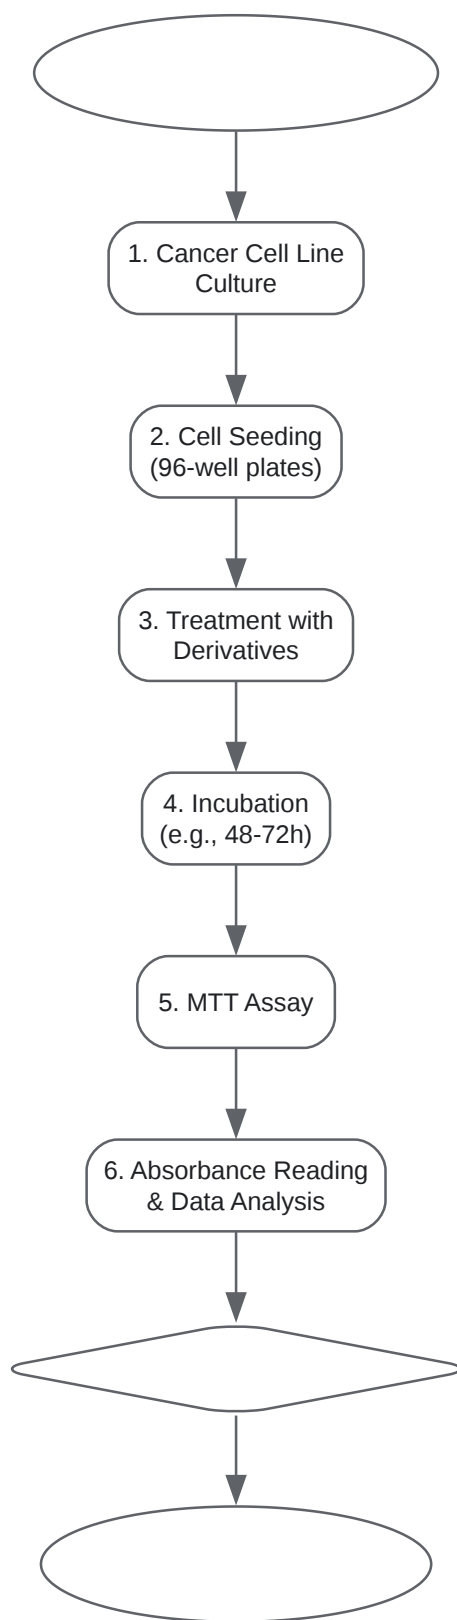 1. Cancer Cell Line
Culture
2. Cell Seeding
(96-well plates)
3. Treatment with
Derivatives
4. Incubation
(e.g., 48-72h)
5. MTT Assay
6. Absorbance Reading
& Data Analysis